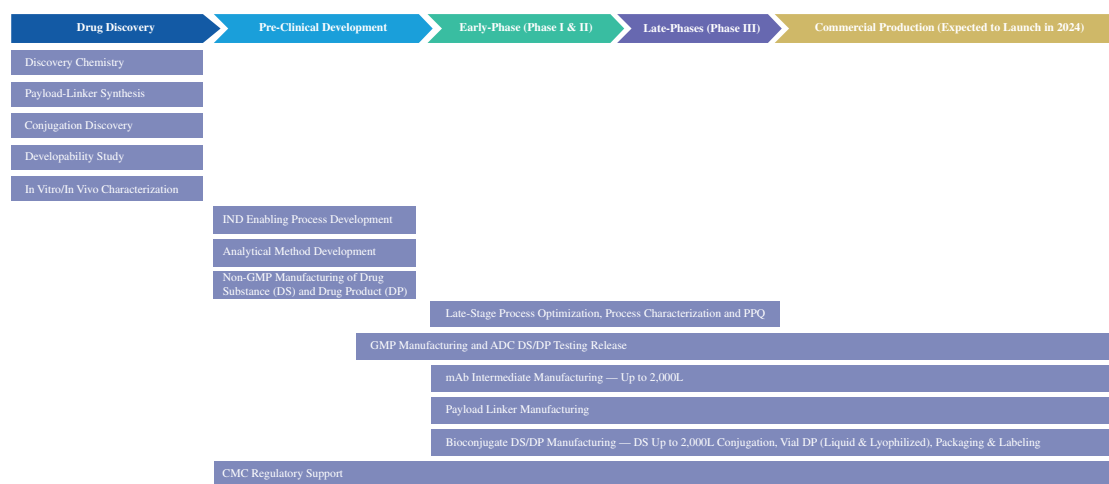 Drug Discovery
Pre-Clinical Development
Early-Phase (Phase I & II)
Late-Phases (Phase III)
Commercial Production (Expected to Launch in 2024)
Discovery Chemistry
Payload-Linker Synthesis
Conjugation Discovery
Developability Study
In Vitro/In Vivo Characterization
IND Enabling Process Development
Analytical Method Development
Non-GMP Manufacturing of Drug
Substance (DS) and Drug Product (DP)
Late-Stage Process Optimization, Process Characterization and PPQ
GMP Manufacturing and ADC DS/DP Testing Release
mAb Intermediate Manufacturing — Up to 2,000L
Payload Linker Manufacturing
Bioconjugate DS/DP Manufacturing — DS Up to 2,000L Conjugation, Vial DP (Liquid & Lyophilized), Packaging & Labeling
CMC Regulatory Support